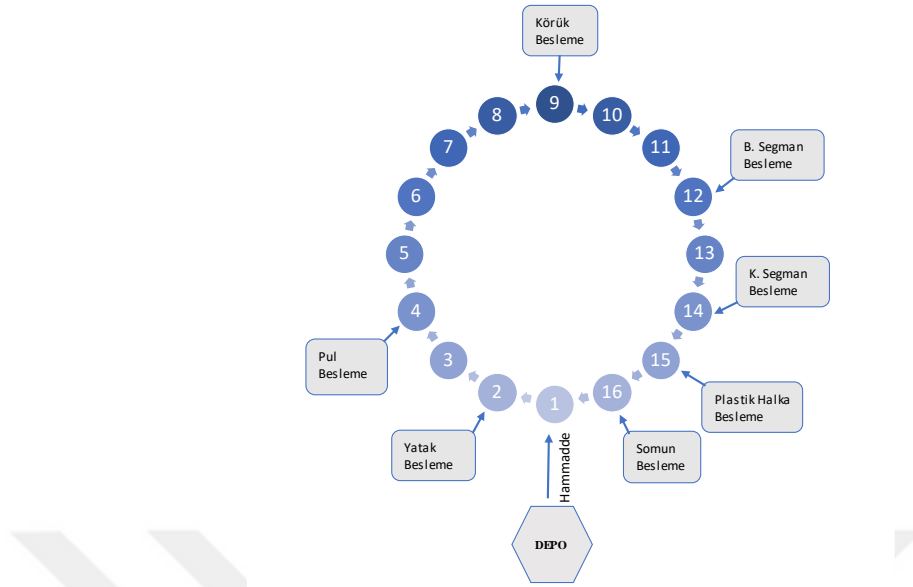 Körük
Besleme
9
8
10
7
11
B. Segman
Besleme
6
12
5
13
K. Segman
Besleme
4
14
Pul
Besleme
3
15
Plastik Halka
Besleme
2
16
1
Yatak
Besleme
Somun
Besleme
Hammadde
DEPO